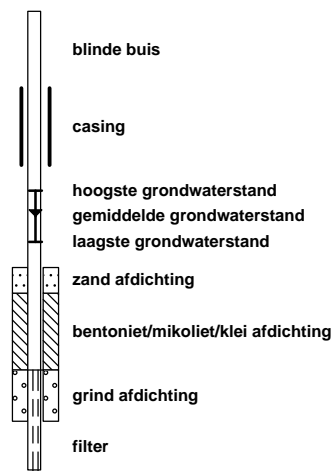 blinde buis
casing
hoogste grondwaterstand
gemiddelde grondwaterstand
laagste grondwaterstand
zand afdichting
bentoniet/mikoliet/klei afdichting
grind afdichting
filter